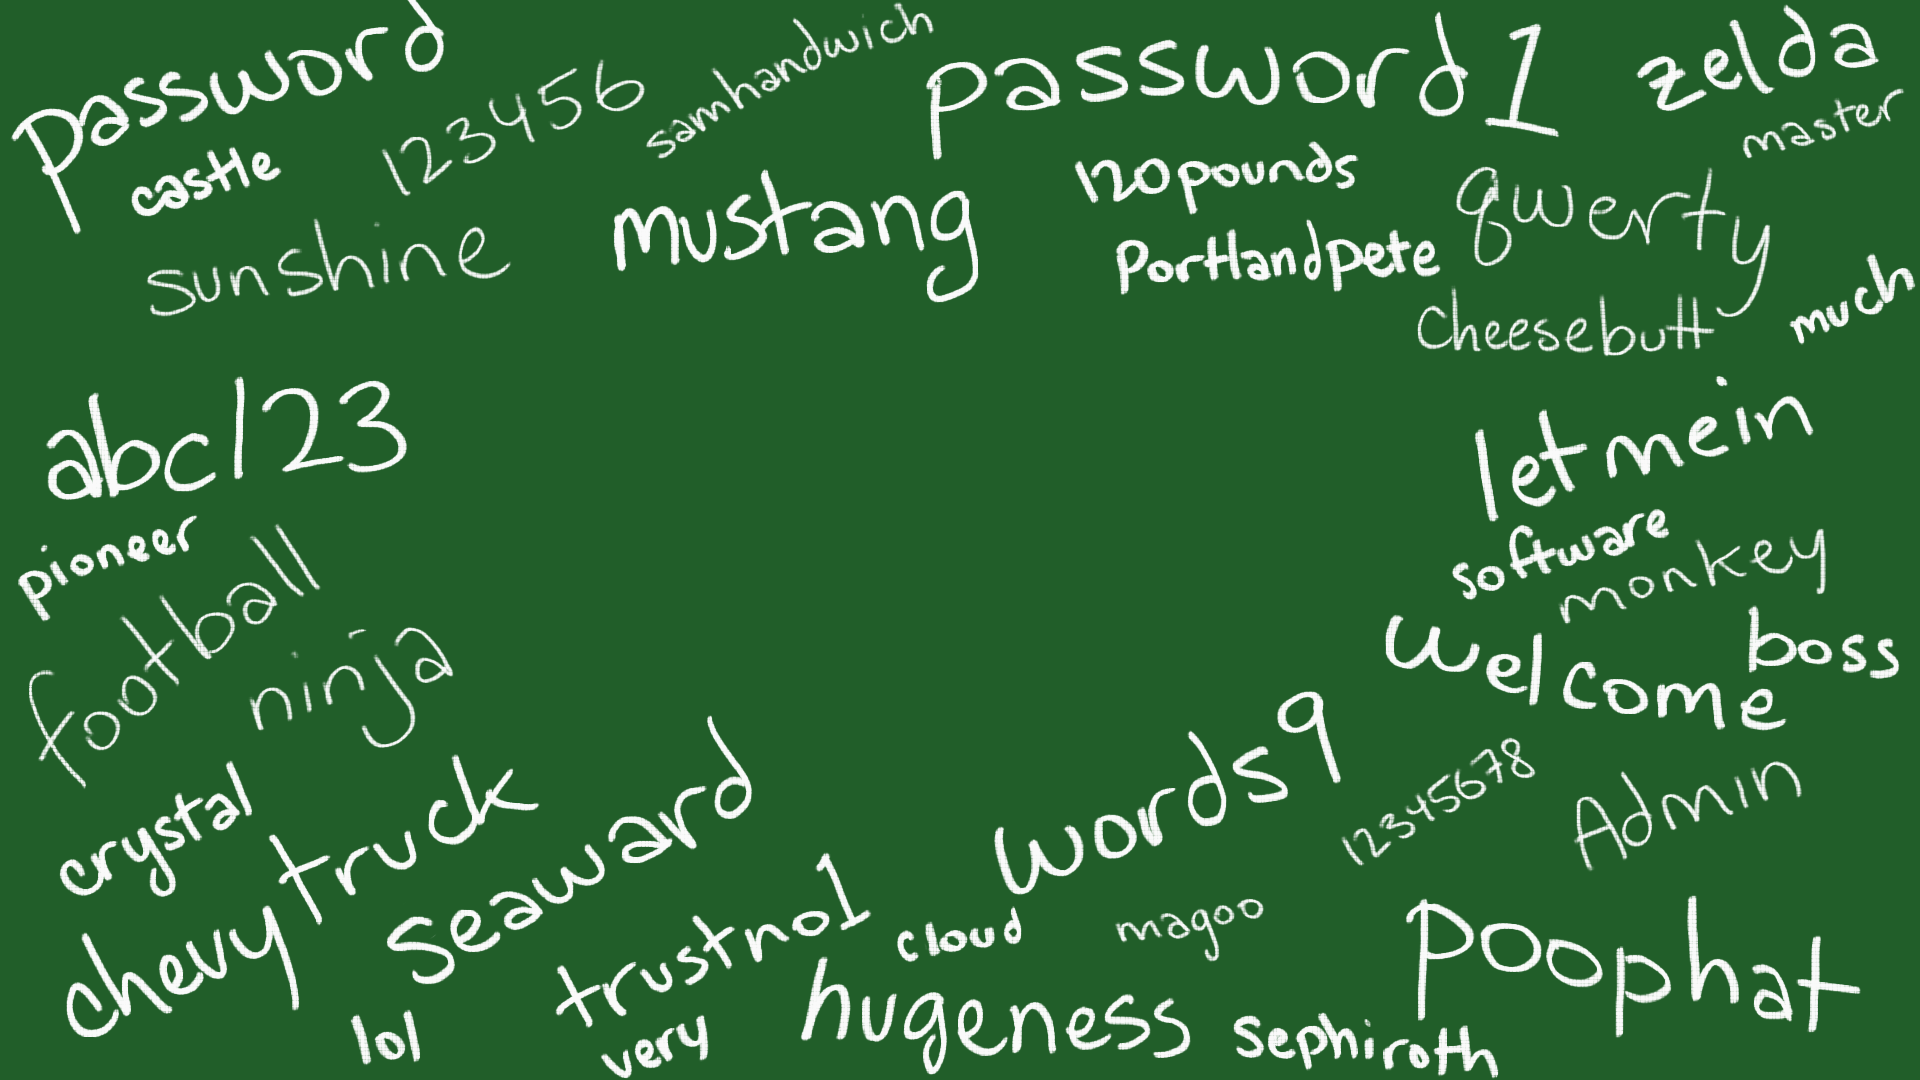 password
123456
samhandwich
password1
zelda
master
castle
sunshine
mustang
120pounds
qwerty
Portlandpete
much
Cheesebutt
abc123
letmein
pioneer
software
football
monkey
ninja
welcome
boss
words9
12345678
Admin
crystal
chevytruck
seaward
trustno1
cloud
magoo
poophat
lol
very
hugeness
sephiroth